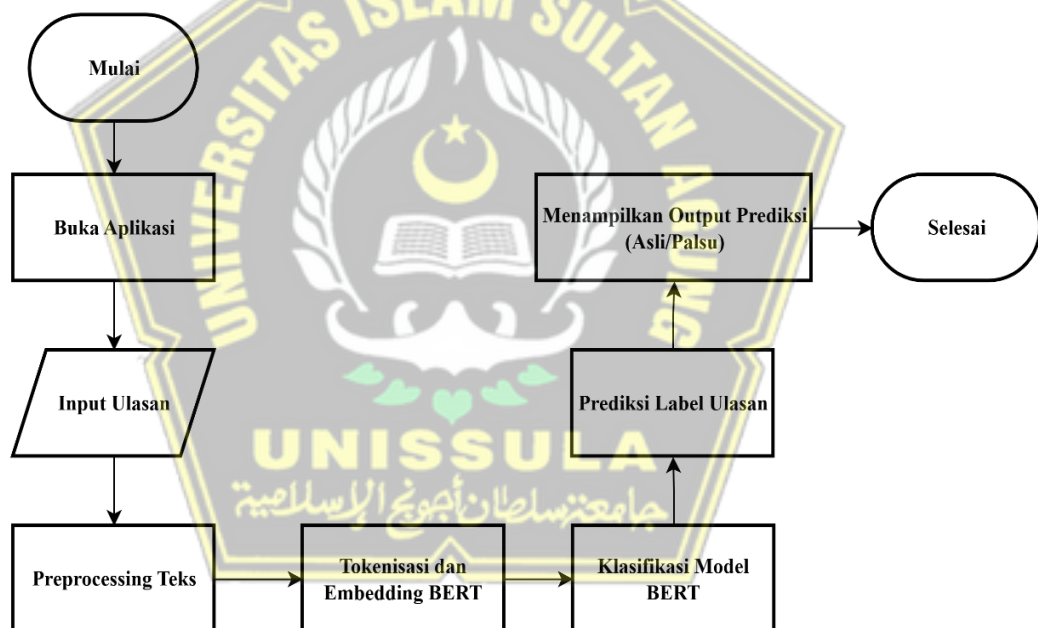 UNIVERSITAS ISLAM SULTAN AGUNG
Mulai
Buka Aplikasi
Input Ulasan
Preprocessing Teks
Tokenisasi dan
Embedding BERT
Klasifikasi Model
BERT
Prediksi Label Ulasan
Menampilkan Output Prediksi
(Asli/Palsu)
Selesai
UNISSULA
جامعة سلطان أجونج الإسلامية